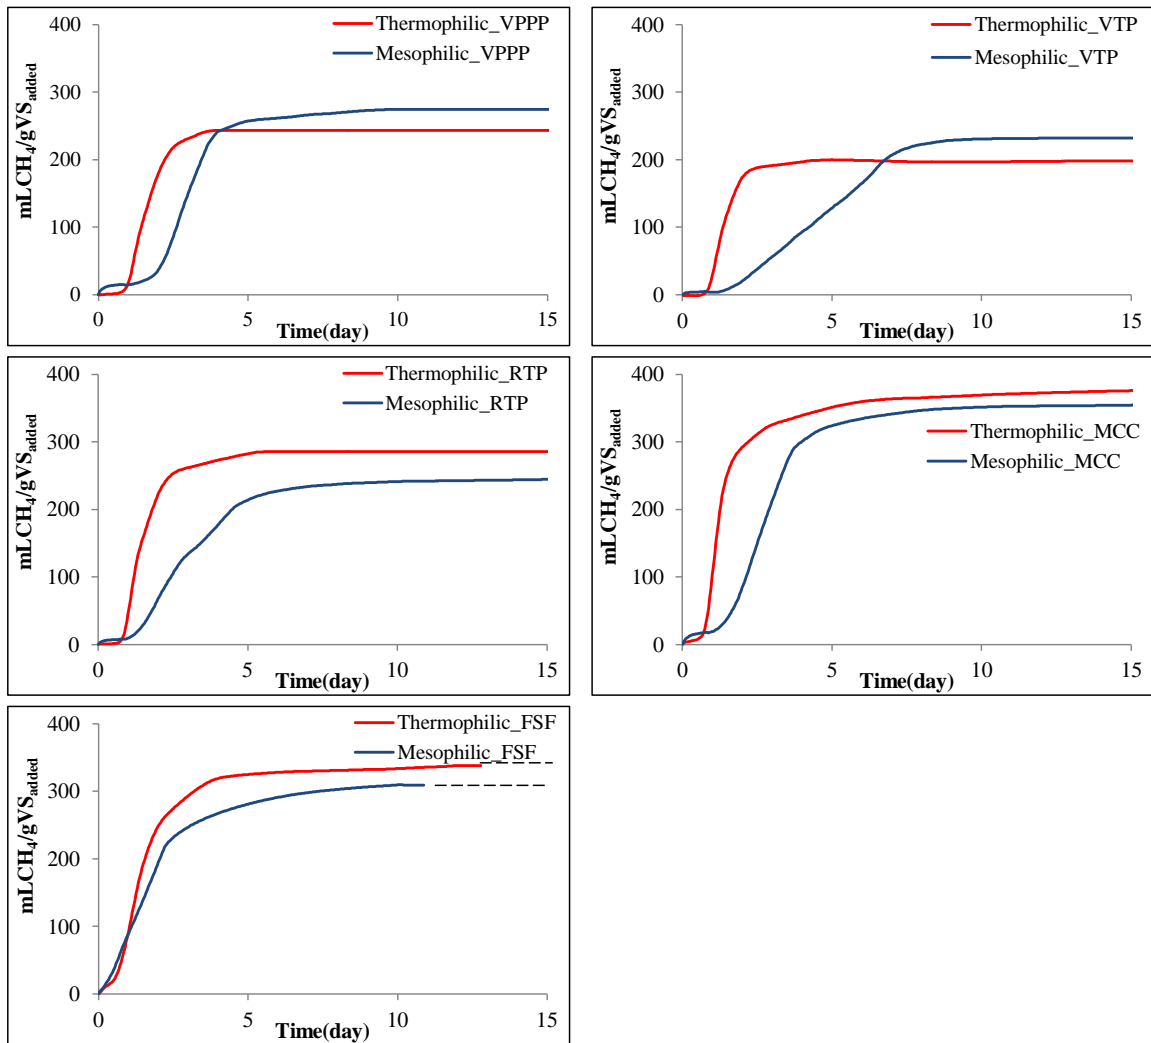 400
300
200
100
0
mLCH4/gVSadded
Thermophilic_VPPP
Mesophilic_VPPP
0 5 10 15
Time(day)
400
300
200
100
0
mLCH4/gVSadded
Thermophilic_VTP
Mesophilic_VTP
0 5 10 15
Time(day)
400
300
200
100
0
mLCH4/gVSadded
Thermophilic_RTP
Mesophilic_RTP
0 5 10 15
Time(day)
400
300
200
100
0
mLCH4/gVSadded
Thermophilic_MCC
Mesophilic_MCC
0 5 10 15
Time(day)
400
300
200
100
0
mLCH4/gVSadded
Thermophilic_FSF
Mesophilic_FSF
0 5 10 15
Time(day)